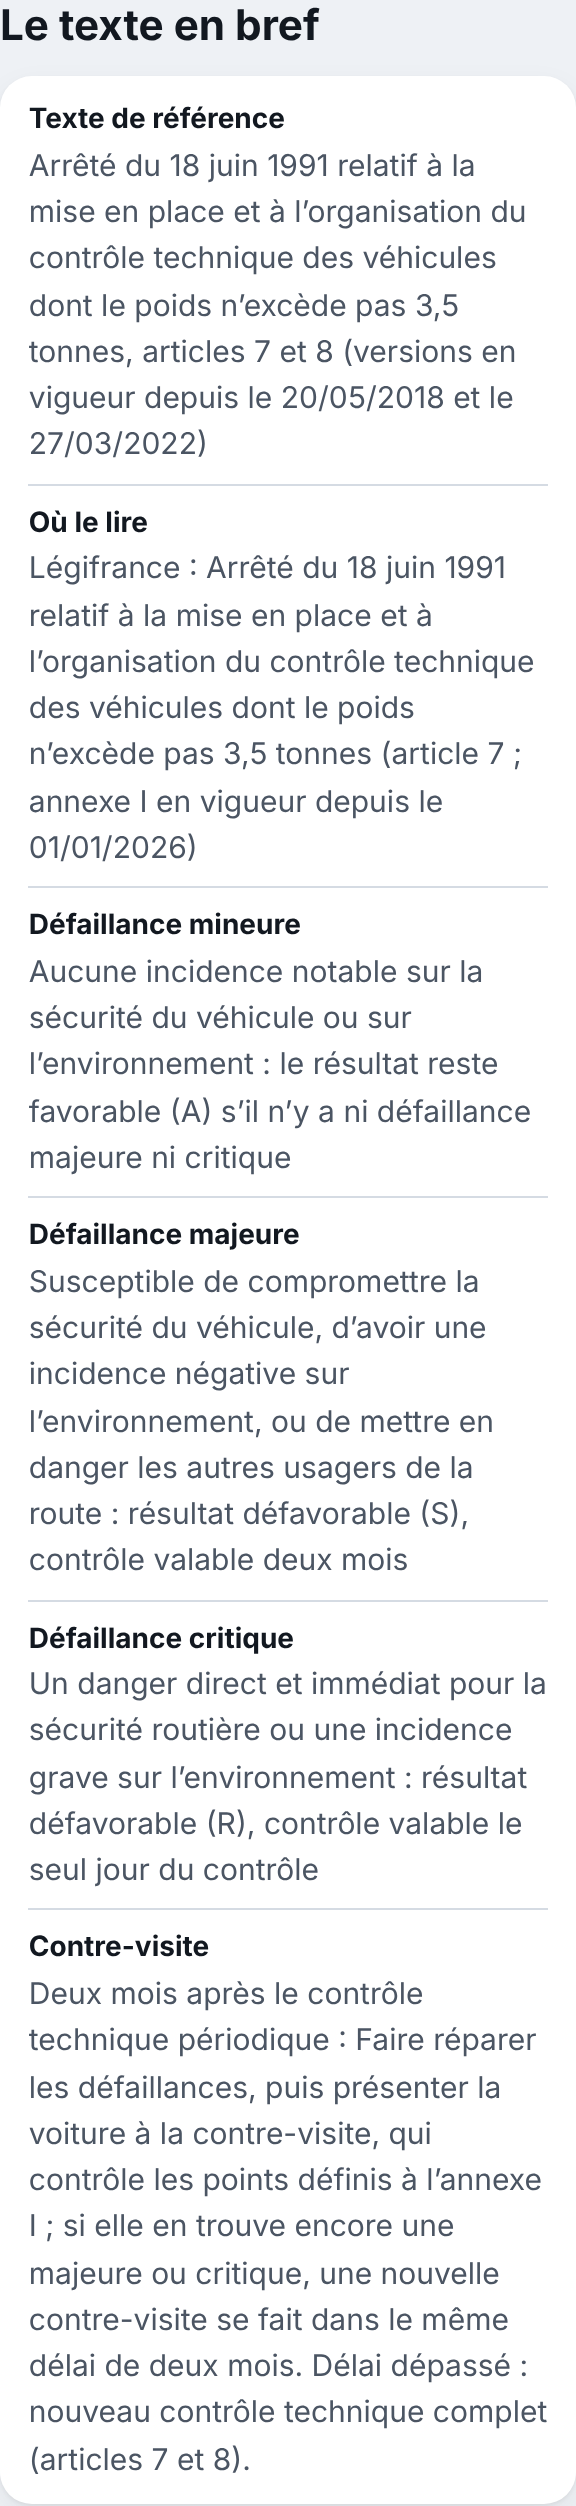 Le texte en bref
Texte de référence
Arrêté du 18 juin 1991 relatif à la
mise en place et à l’organisation du
contrôle technique des véhicules
dont le poids n’excède pas 3,5
tonnes, articles 7 et 8 (versions en
vigueur depuis le 20/05/2018 et le
27/03/2022)
Où le lire
Légifrance : Arrêté du 18 juin 1991
relatif à la mise en place et à
l’organisation du contrôle technique
des véhicules dont le poids
n’excède pas 3,5 tonnes (article 7 ;
annexe I en vigueur depuis le
01/01/2026)
Défaillance mineure
Aucune incidence notable sur la
sécurité du véhicule ou sur
l’environnement : le résultat reste
favorable (A) s’il n’y a ni défaillance
majeure ni critique
Défaillance majeure
Susceptible de compromettre la
sécurité du véhicule, d’avoir une
incidence négative sur
l’environnement, ou de mettre en
danger les autres usagers de la
route : résultat défavorable (S),
contrôle valable deux mois
Défaillance critique
Un danger direct et immédiat pour la
sécurité routière ou une incidence
grave sur l’environnement : résultat
défavorable (R), contrôle valable le
seul jour du contrôle
Contre-visite
Deux mois après le contrôle
technique périodique : Faire réparer
les défaillances, puis présenter la
voiture à la contre-visite, qui
contrôle les points définis à l’annexe
I ; si elle en trouve encore une
majeure ou critique, une nouvelle
contre-visite se fait dans le même
délai de deux mois. Délai dépassé :
nouveau contrôle technique complet
(articles 7 et 8).